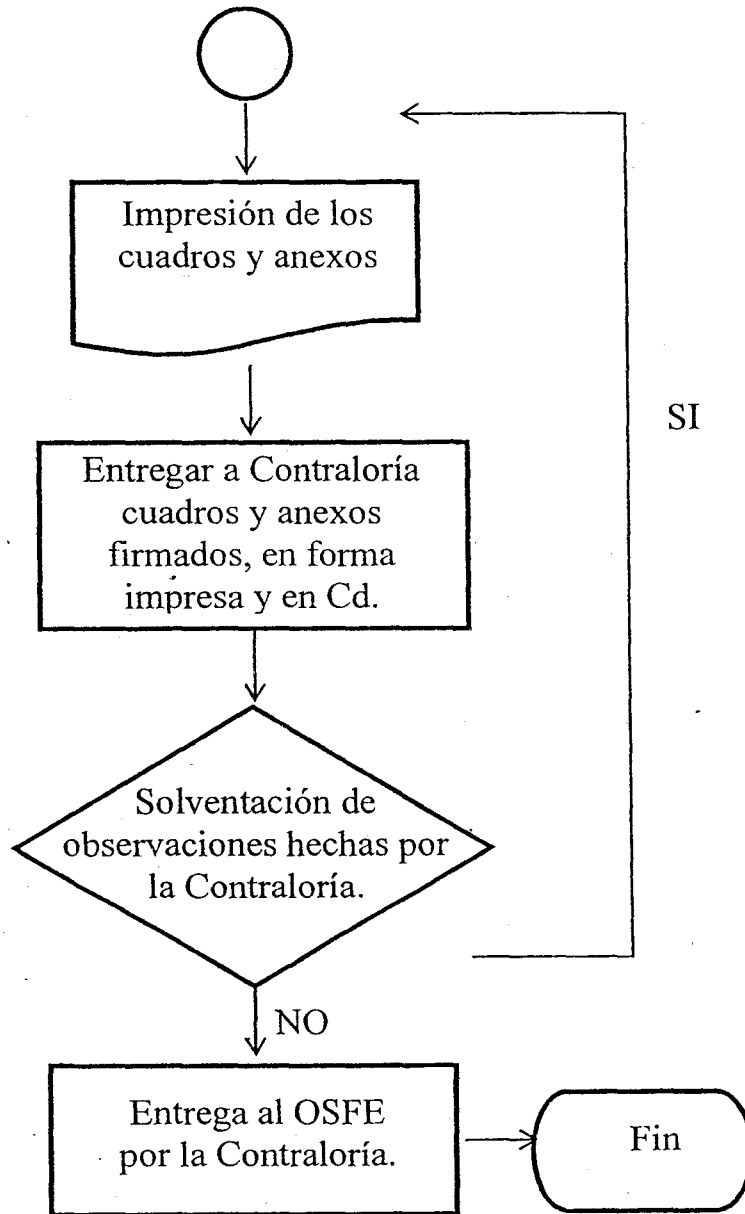 Impresión de los
cuadros y anexos
SI
Entregar a Contraloría
cuadros y anexos
firmados, en forma
impresa y en Cd.
Solventación de
observaciones hechas por
la Contraloría.
NO
Entrega al OSFE
por la Contraloría.
Fin